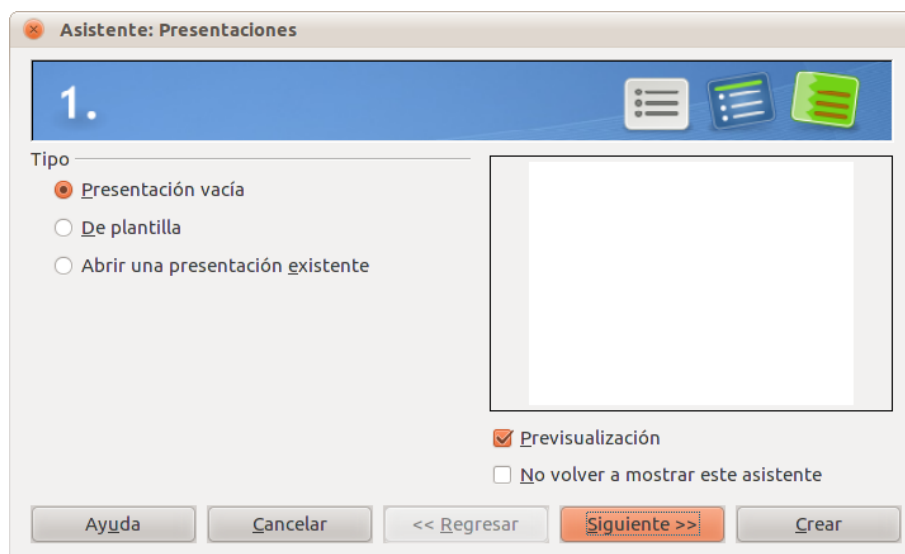 Asistente: Presentaciones
1.
Tipo
Presentación vacía
De plantilla
Abrir una presentación existente
Previsualización
No volver a mostrar este asistente
Ayuda
Cancelar
<< Regresar
Siguiente >>
Crear